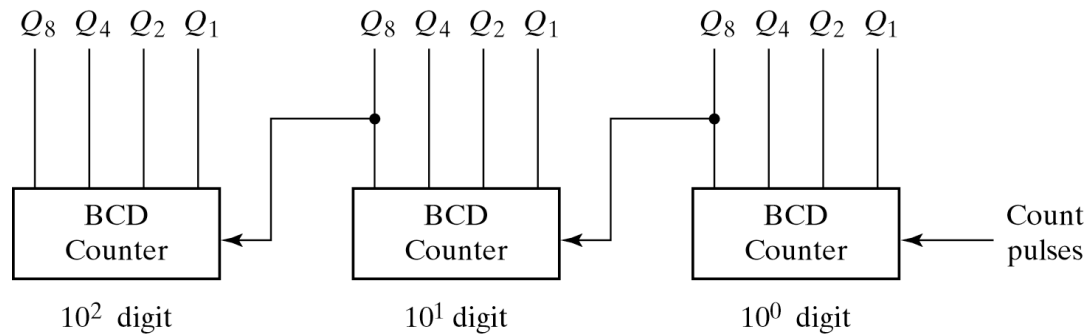 Q₈ Q₄ Q₂ Q₁ Q₈ Q₄ Q₂ Q₁ Q₈ Q₄ Q₂ Q₁
BCD
Counter
BCD
Counter
BCD
Counter
Count
pulses
10² digit
10¹ digit
10⁰ digit